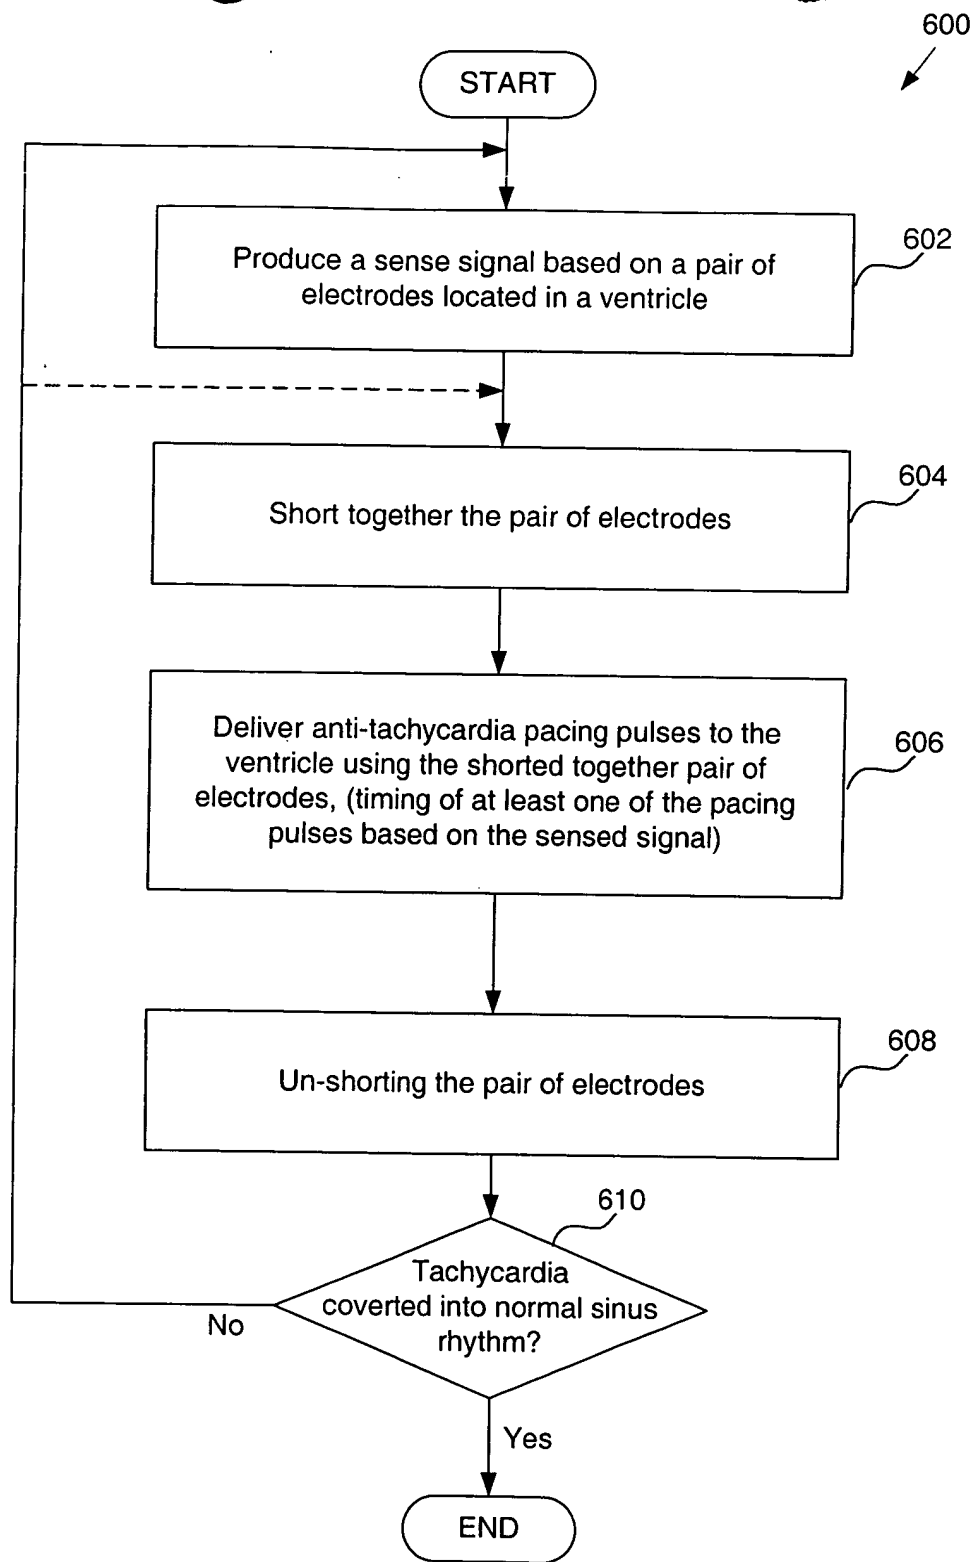 600
START
602
Produce a sense signal based on a pair of
electrodes located in a ventricle
604
Short together the pair of electrodes
606
Deliver anti-tachycardia pacing pulses to the
ventricle using the shorted together pair of
electrodes, (timing of at least one of the pacing
pulses based on the sensed signal)
608
Un-shorting the pair of electrodes
610
Tachycardia
coverted into normal sinus
rhythm?
No
Yes
END